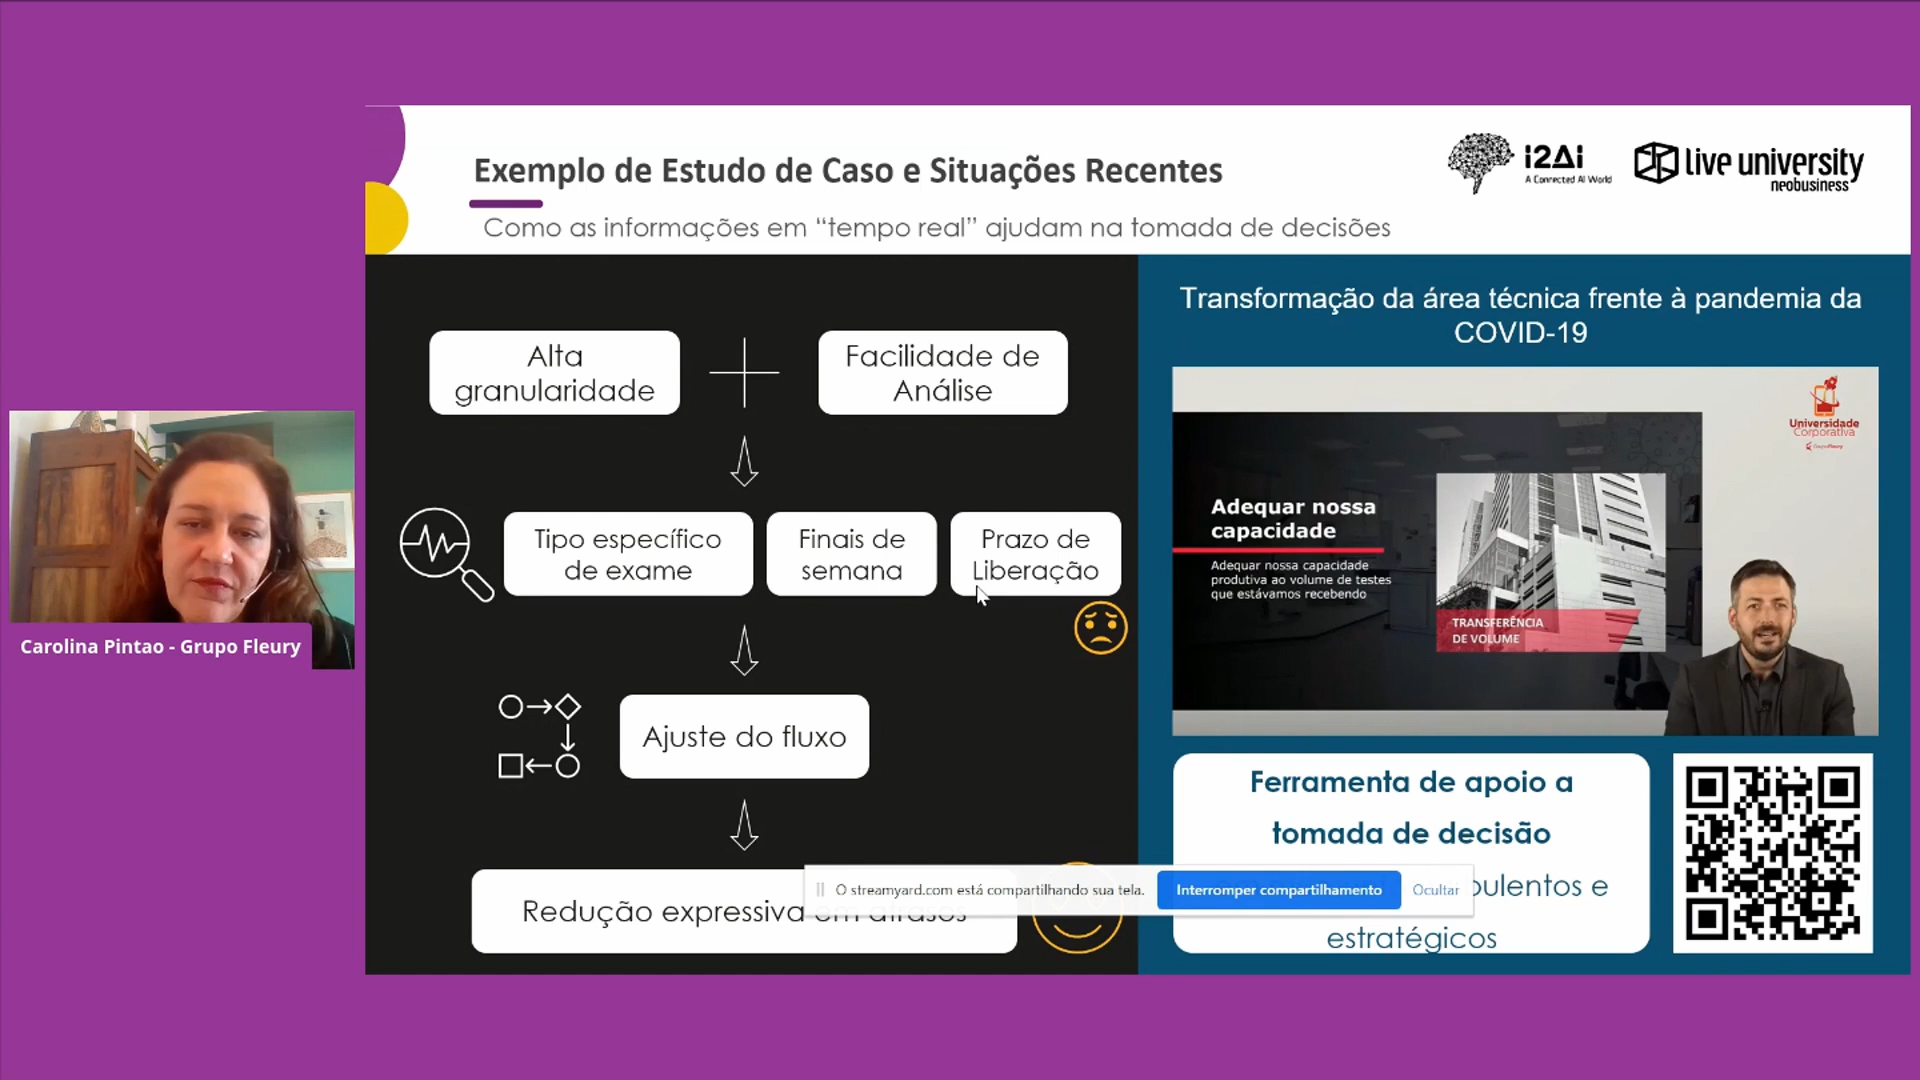 Exemplo de Estudo de Caso e Situações Recentes
Como as informações em “tempo real” ajudam na tomada de decisões
i2Ai
A Connected AI World
live university
neobusiness
Alta
granularidade
Facilidade de
Análise
Tipo específico
de exame
Finais de
semana
Prazo de
Liberação
Ajuste do fluxo
Redução expressiva em atrasos
Carolina Pintao - Grupo Fleury
Transformação da área técnica frente à pandemia da
COVID-19
Universidade
Corporativa
Adequar nossa
capacidade
Adequar nossa capacidade
produtiva ao volume de testes
que estávamos recebendo
TRANSFERÊNCIA
DE VOLUME
Ferramenta de apoio a
tomada de decisão
e
estratégicos
O streamyard.com está compartilhando sua tela.
Interromper compartilhamento
Ocultar